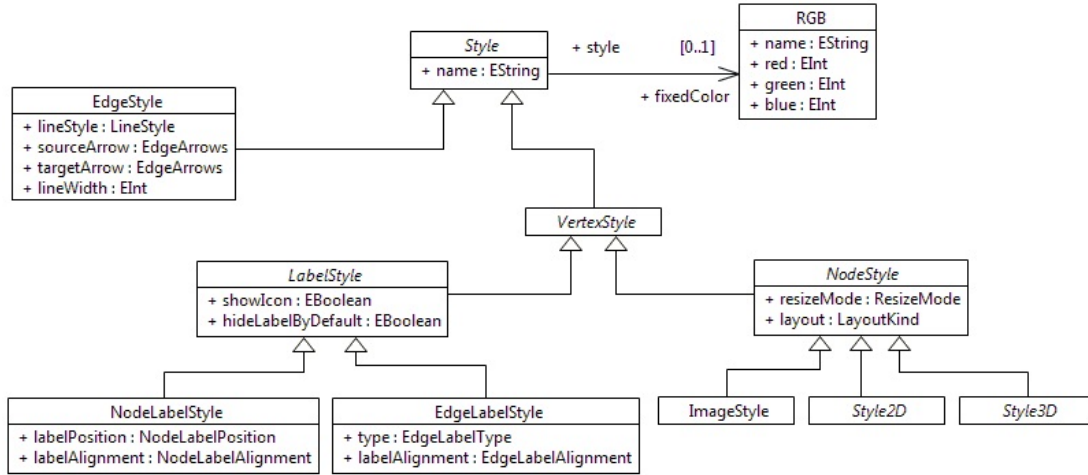 Style
+ name : EString
+ style
[0..1]
+ fixedColor
RGB
+ name : EString
+ red : EInt
+ green : EInt
+ blue : EInt
EdgeStyle
+ lineStyle : LineStyle
+ sourceArrow : EdgeArrows
+ targetArrow : EdgeArrows
+ lineWidth : EInt
VertexStyle
LabelStyle
+ showIcon : EBoolean
+ hideLabelByDefault : EBoolean
NodeStyle
+ resizeMode : ResizeMode
+ layout : LayoutKind
NodeLabelStyle
+ labelPosition : NodeLabelPosition
+ labelAlignment : NodeLabelAlignment
EdgeLabelStyle
+ type : EdgeLabelType
+ labelAlignment : EdgeLabelAlignment
ImageStyle
Style2D
Style3D